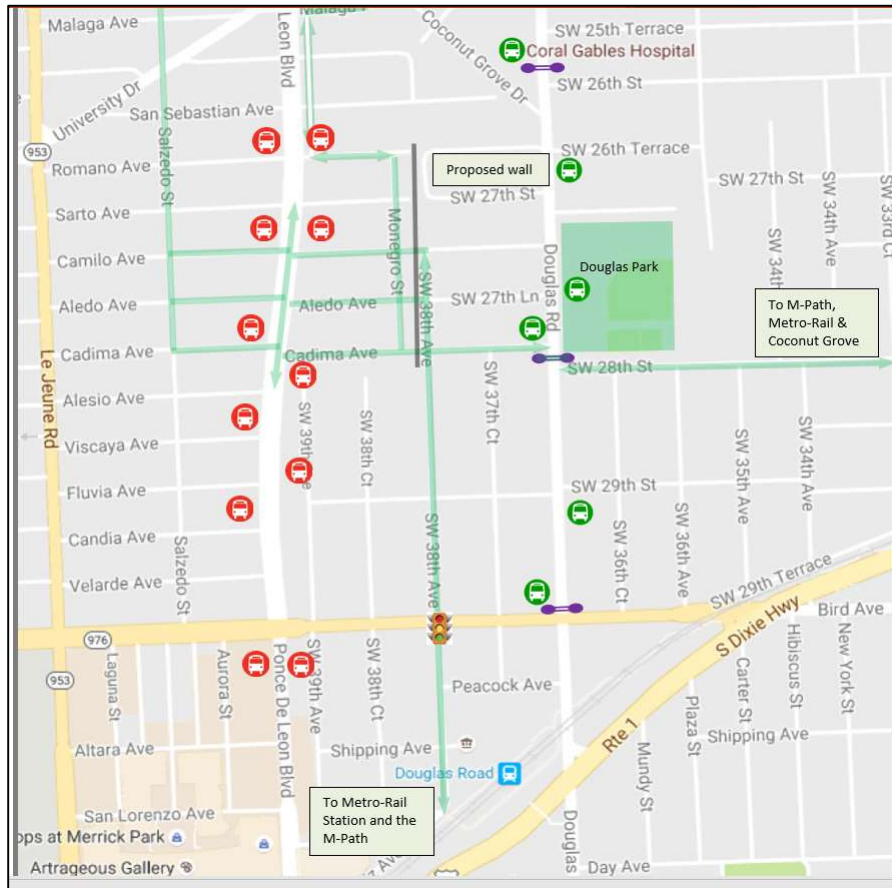 Malaga Ave
Malaga
Leon Blvd
Coconut Grove Dr
SW 25th Terrace
Coral Gables Hospital
SW 26th St
University Dr
San Sebastian Ave
Salzedo St
953
Romano Ave
Proposed wall
SW 26th Terrace
SW 27th St
SW 27th St
Sarto Ave
Monegro St
SW 34th Ave
SW 33rd Ct
SW 34th
Camilo Ave
Douglas Rd
Douglas Park
Aledo Ave
Aledo Ave
SW 38th Ave
SW 27th Ln
To M-Path,
Metro-Rail &
Coconut Grove
Le Jeune Rd
Cadima Ave
Cadima Ave
SW 28th St
Alesio Ave
SW 39th Ave
SW 38th Ct
SW 37th Ct
Viscaya Ave
SW 35th Ave
SW 34th Ave
Fluvia Ave
SW 29th St
Candia Ave
Salzedo St
SW 38th Ave
SW 36th Ct
SW 36th Ave
Velarde Ave
SW 29th Terrace
S Dixie Hwy
Bird Ave
976
953
Laguna St
Aurora St
Ponce De Leon Blvd
SW 39th Ave
SW 38th Ct
Peacock Ave
Carter St
Hibiscus St
New York St
Altara Ave
Shipping Ave
Rte 1
Plaza St
Mundy St
Shipping Ave
Douglas Road
San Lorenzo Ave
To Metro-Rail
Station and the
M-Path
Douglas
ops at Merrick Park
Artrageous Gallery
z Ave
Day Ave